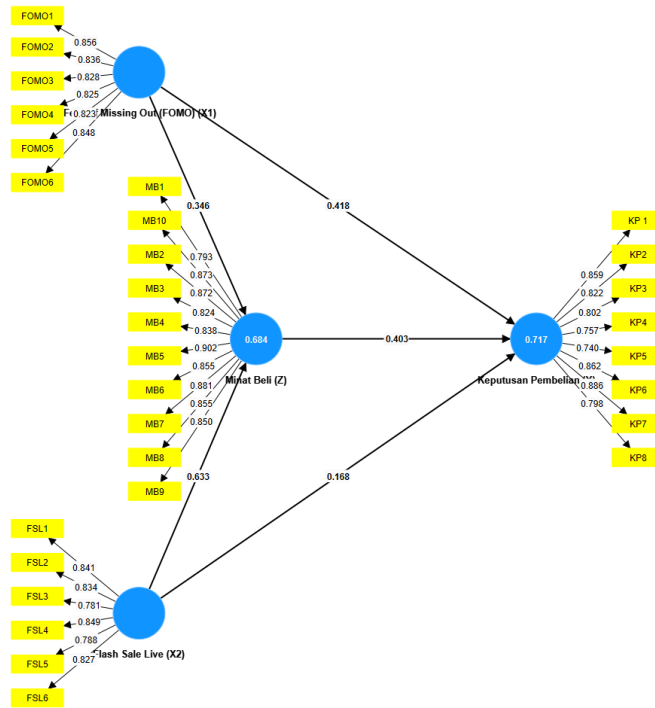 FOMO1
0.856
FOMO2
0.836
FOMO3
0.828
FOMO4
0.825
FOMO5
0.823
FOMO6
0.848
Missing Out (FOMO) (X1)
0.346
0.418
MB1
0.793
MB10
0.873
MB2
0.872
MB3
0.824
MB4
0.838
MB5
0.902
MB6
0.855
MB7
0.881
MB8
0.855
MB9
0.850
0.684
Minat Beli (Z)
0.403
0.717
Keputusan Pembelian
KP 1
0.859
KP2
0.822
KP3
0.802
KP4
0.757
KP5
0.740
KP6
0.862
KP7
0.886
KP8
0.798
0.633
0.168
FSL1
0.841
FSL2
0.834
FSL3
0.781
FSL4
0.849
FSL5
0.788
FSL6
0.827
Flash Sale Live (X2)